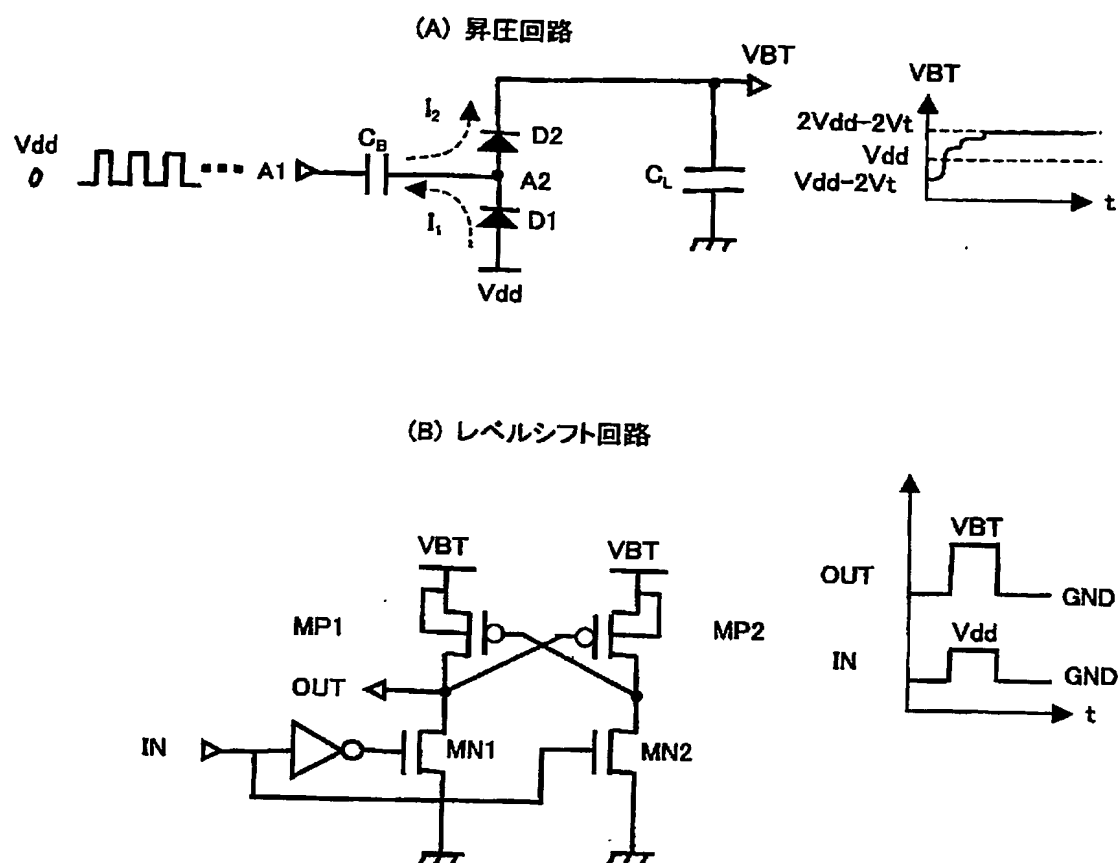 (A) 昇圧回路
VBT
VBT
2Vdd-2Vt
Vdd
Vdd-2Vt
t
Vdd
0
A1
CB
I2
D2
A2
I1
D1
Vdd
CL
(B) レベルシフト回路
VBT
VBT
MP1
MP2
OUT
IN
MN1
MN2
VBT
OUT
GND
Vdd
IN
GND
t